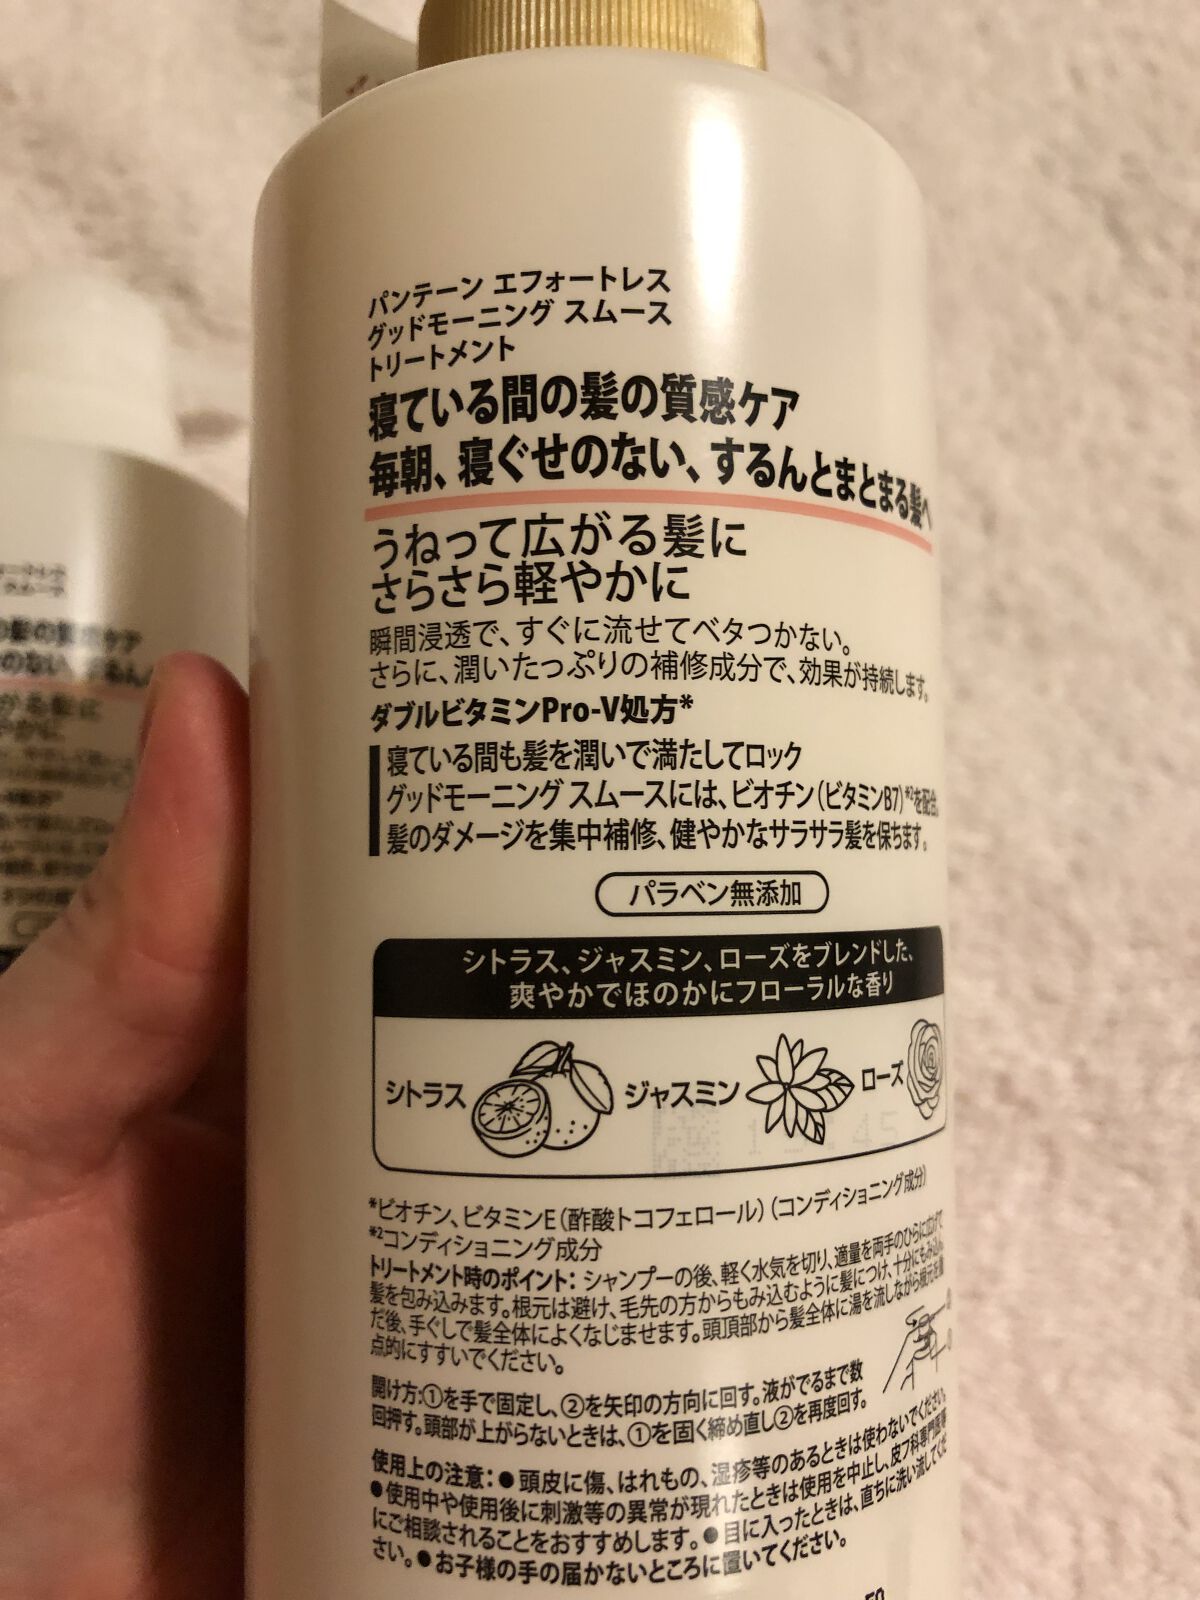 パンテーン エフォートレス
グッドモーニング スムース
トリートメント
寝ている間の髪の質感ケア
毎朝、寝ぐせのない、するんとまとまる髪へ
うねって広がる髪に
さらさら軽やかに
瞬間浸透で、すぐに流せてベタつかない。
さらに、潤いたっぷりの補修成分で、効果が持続します。
ダブルビタミンPro-V処方*
寝ている間も髪を潤いで満たしてロック
グッドモーニング スムースには、ビオチン(ビタミンB7)*²を配合。
髪のダメージを集中補修、健やかなサラサラ髪を保ちます。
パラベン無添加
シトラス、ジャスミン、ローズをブレンドした、
爽やかでほのかにフローラルな香り
シトラス ジャスミン ローズ
*ビオチン、ビタミンE(酢酸トコフェロール)(コンディショニング成分)
*²コンディショニング成分
トリートメント時のポイント: シャンプーの後、軽く水気を切り、適量を両手のひらに広げて
髪を包み込みます。根元は避け、毛先の方からもみ込むように髪につけ、十分にもみ込ん
だ後、手ぐしで髪全体によくなじませます。頭頂部から髪全体に湯を流しながら根元を重
点的にすすいでください。
開け方:①を手で固定し、②を矢印の方向に回す。液がでるまで数
回押す。頭部が上がらないときは、①を固く締め直し②を再度回す。
使用上の注意:●頭皮に傷、はれもの、湿疹等のあるときは使わないでください。
●使用中や使用後に刺激等の異常が現れたときは使用を中止し、皮フ科専門医等
にご相談されることをおすすめします。●目に入ったときは、直ちに洗い流してくだ
さい。●お子様の手の届かないところに置いてください。